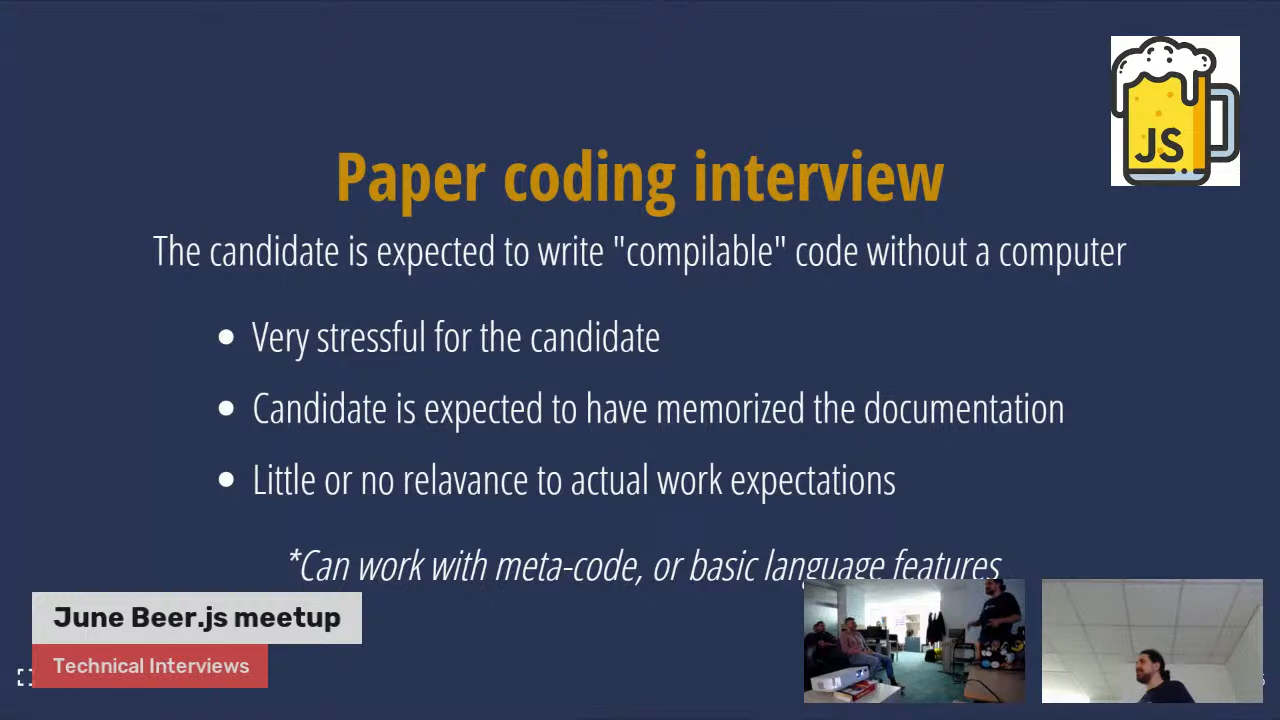 JS
Paper coding interview
The candidate is expected to write "compilable" code without a computer
Very stressful for the candidate
Candidate is expected to have memorized the documentation
Little or no relavance to actual work expectations
*Can work with meta-code, or basic language features
June Beer.js meetup
Technical Interviews